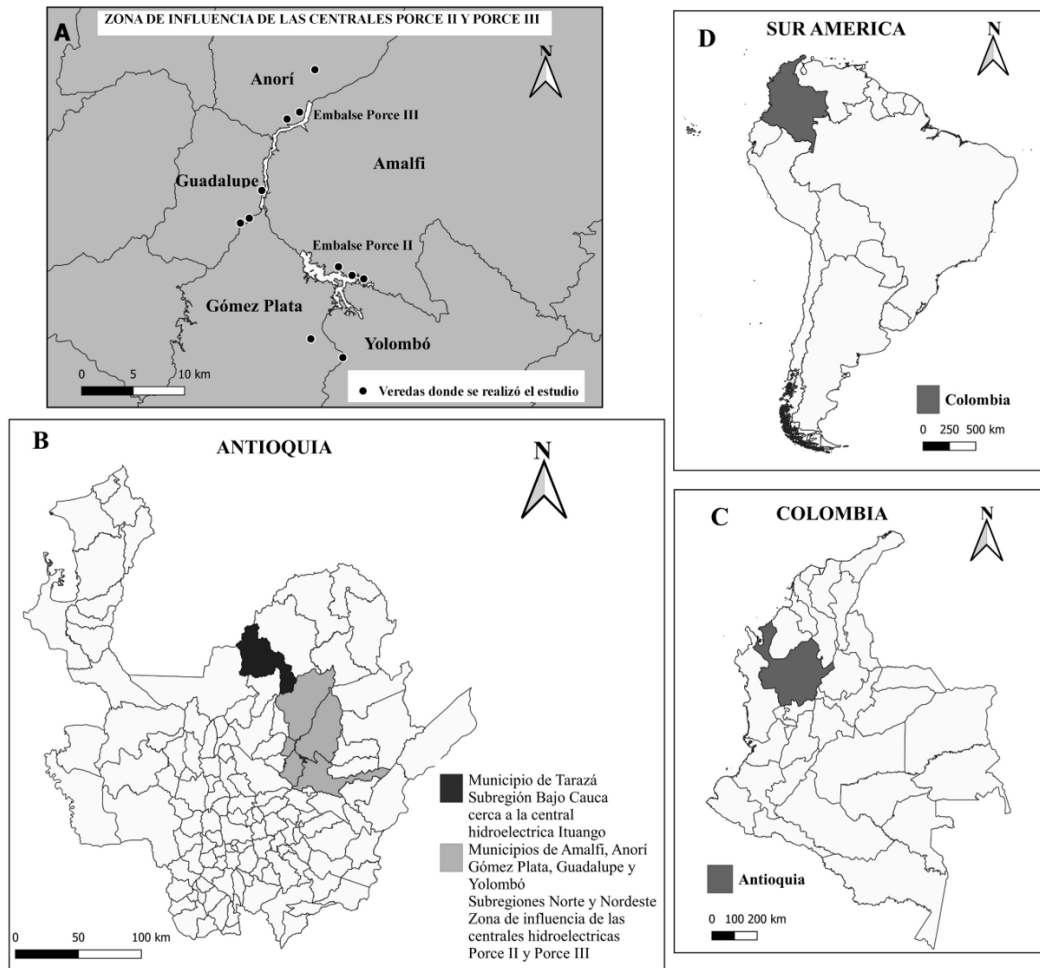 A
ZONA DE INFLUENCIA DE LAS CENTRALES PORCE II Y PORCE III
N
Anorí
Embalse Porce III
Amalfi
Guadalupe
Embalse Porce II
Gómez Plata
Yolombó
0 5 10 km
Veredas donde se realizó el estudio
D
SUR AMERICA
N
Colombia
0 250 500 km
B
ANTIOQUIA
N
Municipio de Tarazá
Subregión Bajo Cauca
cerca a la central
hidroelectrica Ituango
Municipios de Amalfi, Anorí
Gómez Plata, Guadalupe y
Yolombó
Subregiones Norte y Nordeste
Zona de influencia de las
centrales hidroelectricas
Porce II y Porce III
0 50 100 km
C
COLOMBIA
N
Antioquia
0 100 200 km